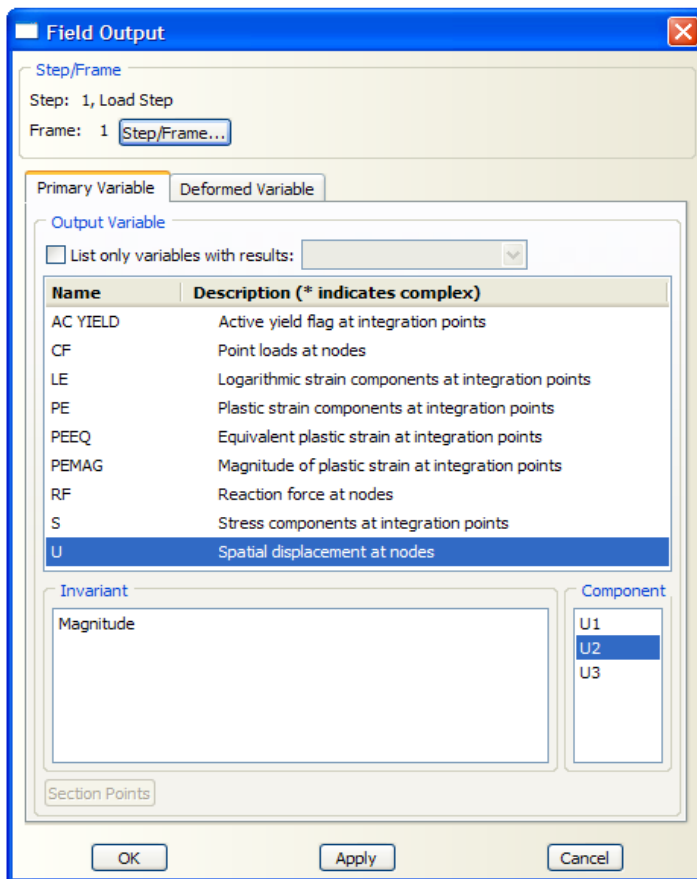 Field Output
Step/Frame
Step: 1, Load Step
Frame: 1 Step/Frame...
Primary Variable Deformed Variable
Output Variable
List only variables with results:
Name Description (* indicates complex)
AC YIELD Active yield flag at integration points
CF Point loads at nodes
LE Logarithmic strain components at integration points
PE Plastic strain components at integration points
PEEQ Equivalent plastic strain at integration points
PEMAG Magnitude of plastic strain at integration points
RF Reaction force at nodes
S Stress components at integration points
U Spatial displacement at nodes
Invariant Component
Magnitude U1
U2
U3
Section Points
OK Apply Cancel